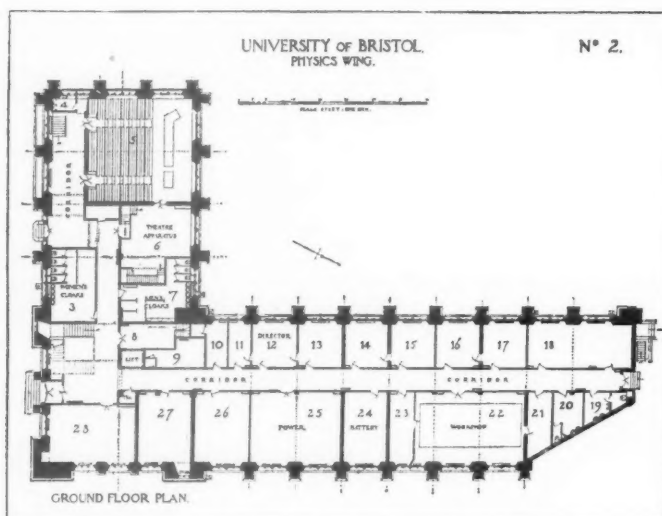 UNIVERSITY OF BRISTOL.
PHYSICS WING.
Nº 2.
4
5
CORRIDOR
THEATRE
APPARATUS
6
WOMEN'S
CLOAKS
3
7
CLOAKS
8
LIFT
9
10
11
DIRECTOR
12
13
14
15
16
17
18
CORRIDOR
CORRIDOR
27
26
POWER
25
24
BATTERY
23
WORKSHOP
22
21
20
19
GROUND FLOOR PLAN.